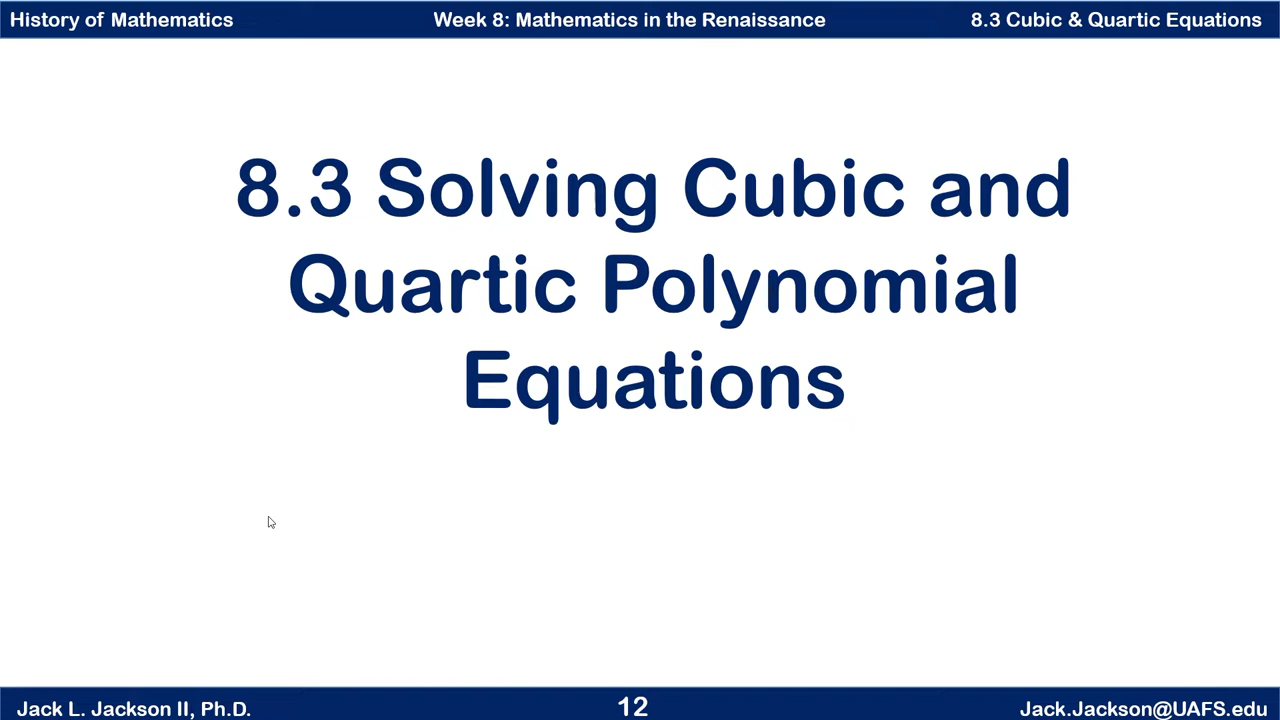 History of Mathematics
Week 8: Mathematics in the Renaissance
8.3 Cubic & Quartic Equations
8.3 Solving Cubic and
Quartic Polynomial
Equations
Jack L. Jackson II, Ph.D.
12
Jack.Jackson@UAFS.edu